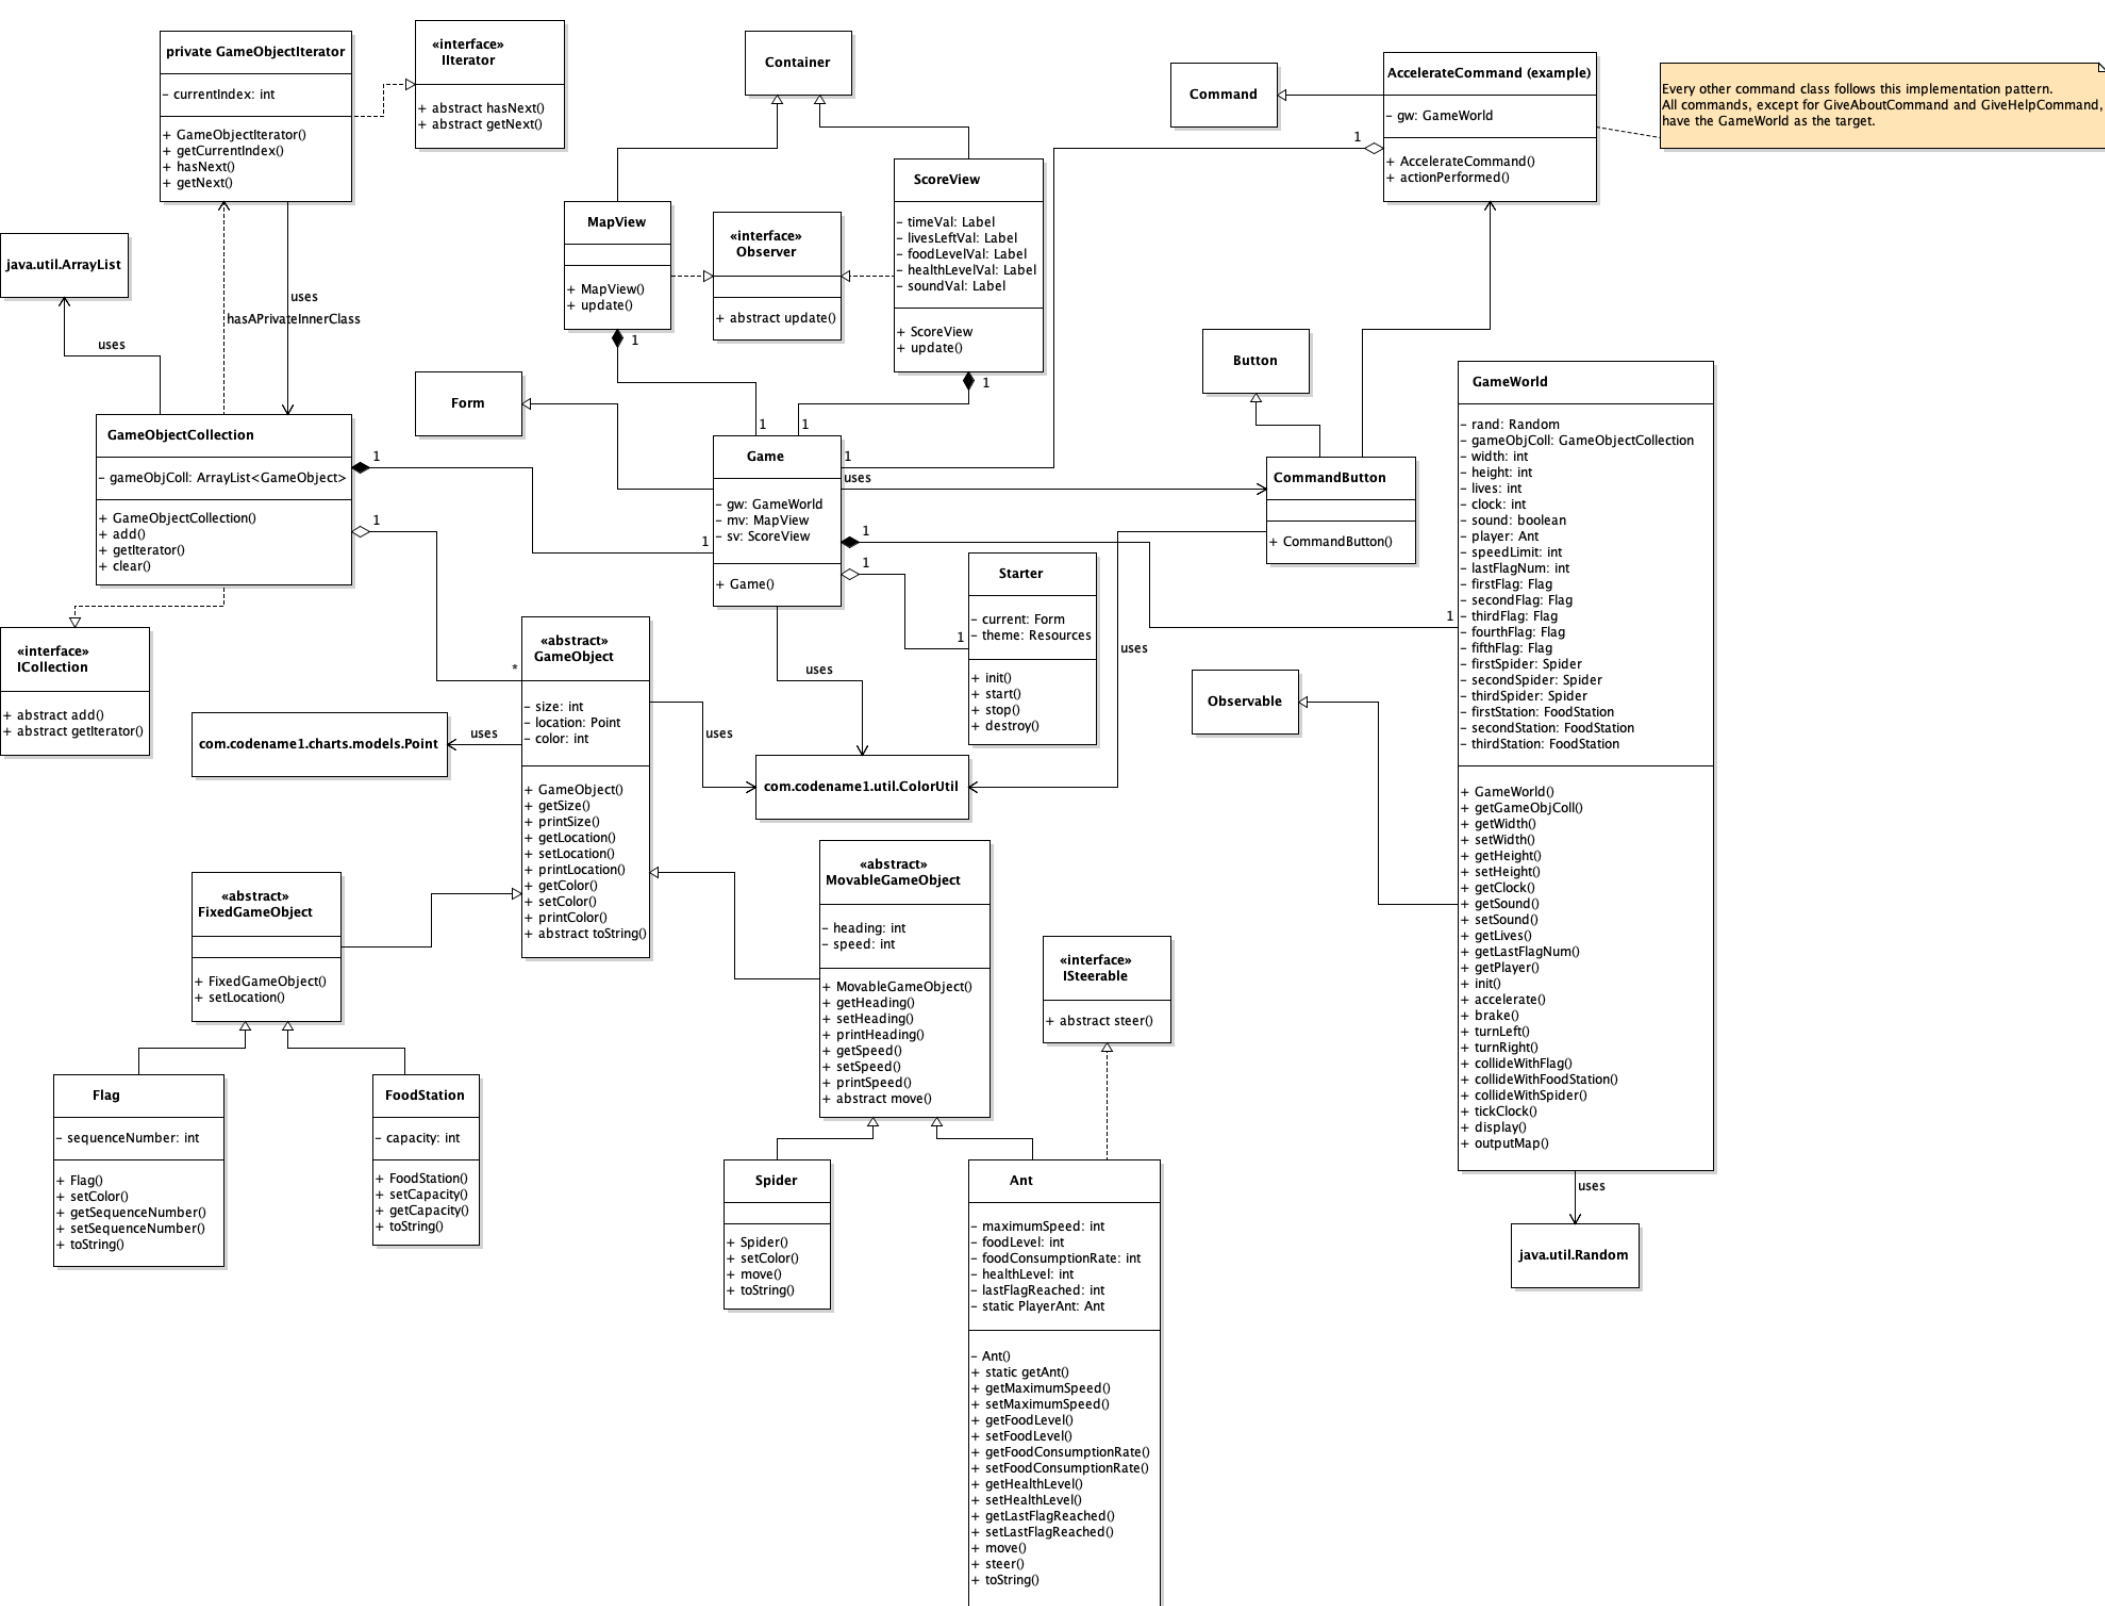 private GameObjectIterator
- currentIndex: int
+ GameObjectIterator()
+ getCurrentIndex()
+ hasNext()
+ getNext()
«interface»
IIterator
+ abstract hasNext()
+ abstract getNext()
Container
Command
AccelerateCommand (example)
- gw: GameWorld
+ AccelerateCommand()
+ actionPerformed()
1
Every other command class follows this implementation pattern.
All commands, except for GiveAboutCommand and GiveHelpCommand,
have the GameWorld as the target.
java.util.ArrayList
uses
uses
hasAPrivateInnerClass
MapView
+ MapView()
+ update()
1
«interface»
Observer
+ abstract update()
ScoreView
- timeVal: Label
- livesLeftVal: Label
- foodLevelVal: Label
- healthLevelVal: Label
- soundVal: Label
+ ScoreView
+ update()
1
Form
Button
GameObjectCollection
- gameObjColl: ArrayList<GameObject>
+ GameObjectCollection()
+ add()
+ getIterator()
+ clear()
1
1
1
1
1
1
uses
Game
- gw: GameWorld
- mv: MapView
- sv: ScoreView
+ Game()
1
1
CommandButton
+ CommandButton()
uses
GameWorld
- rand: Random
- gameObjColl: GameObjectCollection
- width: int
- height: int
- lives: int
- clock: int
- sound: boolean
- player: Ant
- speedLimit: int
- lastFlagNum: int
- firstFlag: Flag
- secondFlag: Flag
- thirdFlag: Flag
- fourthFlag: Flag
- fifthFlag: Flag
- firstSpider: Spider
- secondSpider: Spider
- thirdSpider: Spider
- firstStation: FoodStation
- secondStation: FoodStation
- thirdStation: FoodStation
+ GameWorld()
+ getGameObjColl()
+ getWidth()
+ setWidth()
+ getHeight()
+ setHeight()
+ getClock()
+ getSound()
+ setSound()
+ getLives()
+ getLastFlagNum()
+ getPlayer()
+ init()
+ accelerate()
+ brake()
+ turnLeft()
+ turnRight()
+ collideWithFlag()
+ collideWithFoodStation()
+ collideWithSpider()
+ tickClock()
+ display()
+ outputMap()
1
Starter
- current: Form
- theme: Resources
+ init()
+ start()
+ stop()
+ destroy()
1
uses
«interface»
ICollection
+ abstract add()
+ abstract getIterator()
com.codename1.charts.models.Point
uses
*
«abstract»
GameObject
- size: int
- location: Point
- color: int
+ GameObject()
+ getSize()
+ printSize()
+ getLocation()
+ setLocation()
+ printLocation()
+ getColor()
+ setColor()
+ printColor()
+ abstract toString()
uses
com.codename1.util.ColorUtil
Observable
«abstract»
FixedGameObject
+ FixedGameObject()
+ setLocation()
«abstract»
MovableGameObject
- heading: int
- speed: int
+ MovableGameObject()
+ getHeading()
+ setHeading()
+ printHeading()
+ getSpeed()
+ setSpeed()
+ printSpeed()
+ abstract move()
«interface»
ISteerable
+ abstract steer()
Flag
- sequenceNumber: int
+ Flag()
+ setColor()
+ getSequenceNumber()
+ setSequenceNumber()
+ toString()
FoodStation
- capacity: int
+ FoodStation()
+ setCapacity()
+ getCapacity()
+ toString()
Spider
+ Spider()
+ setColor()
+ move()
+ toString()
Ant
- maximumSpeed: int
- foodLevel: int
- foodConsumptionRate: int
- healthLevel: int
- lastFlagReached: int
- static PlayerAnt: Ant
- Ant()
+ static getAnt()
+ getMaximumSpeed()
+ setMaximumSpeed()
+ getFoodLevel()
+ setFoodLevel()
+ getFoodConsumptionRate()
+ setFoodConsumptionRate()
+ getHealthLevel()
+ setHealthLevel()
+ getLastFlagReached()
+ setLastFlagReached()
+ move()
+ steer()
+ toString()
uses
java.util.Random